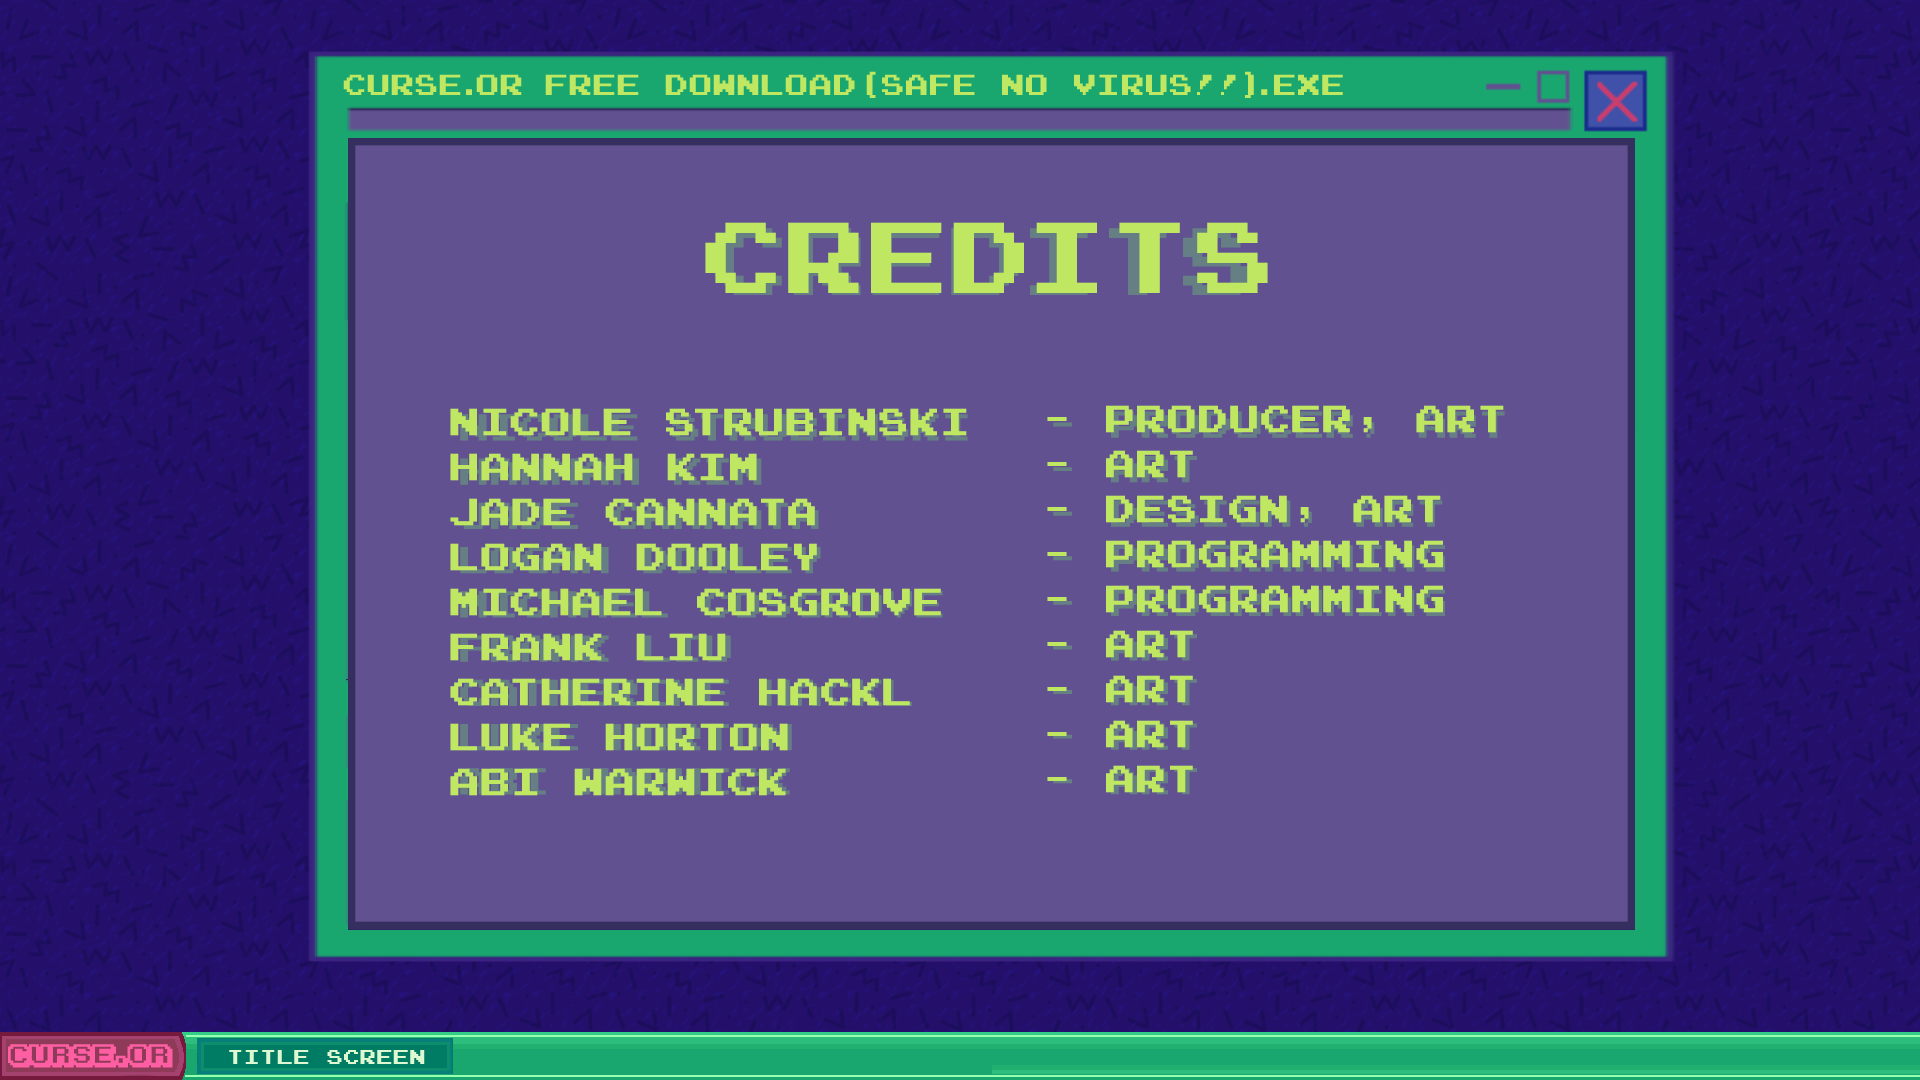 CURSE.OR FREE DOWNLOAD(SAFE NO VIRUS!!).EXE
CREDITS
NICOLE STRUBINSKI - PRODUCER, ART
HANNAH KIM - ART
JADE CANNATA - DESIGN, ART
LOGAN DOOLEY - PROGRAMMING
MICHAEL COSGROVE - PROGRAMMING
FRANK LIU - ART
CATHERINE HACKL - ART
LUKE HORTON - ART
ABI WARWICK - ART
CURSE.OR TITLE SCREEN